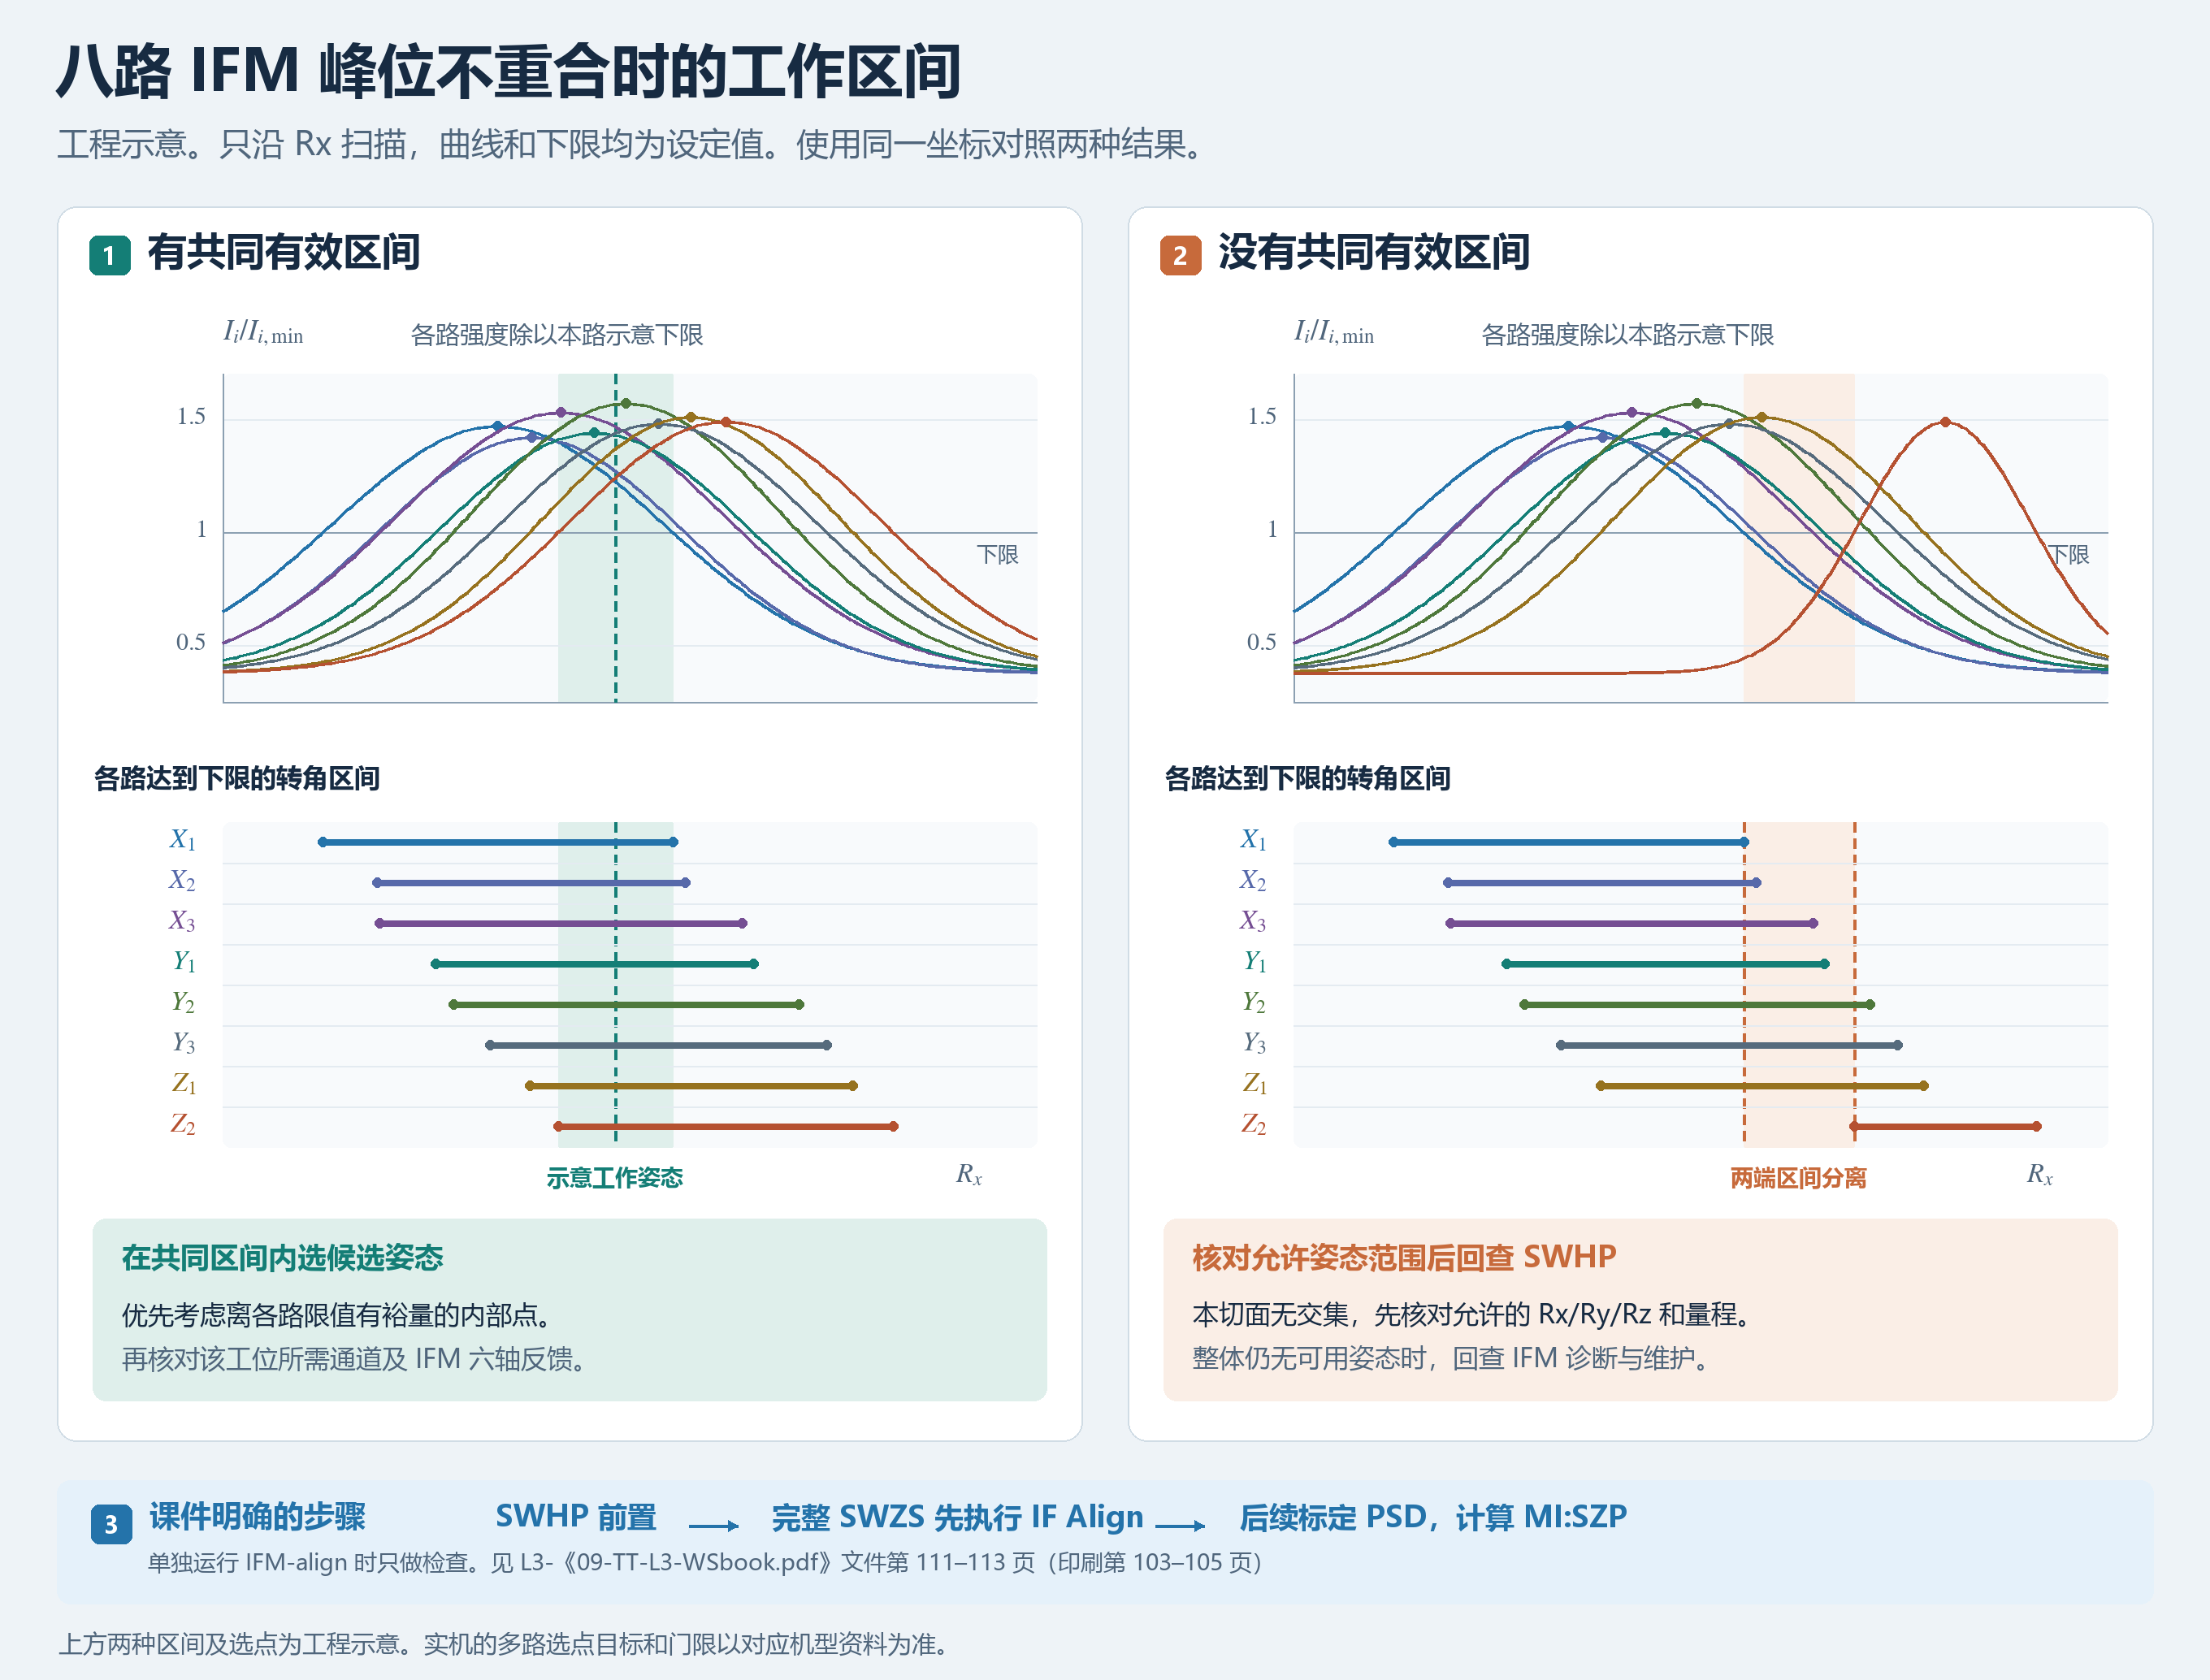 八路 IFM 峰位不重合时的工作区间
工程示意。只沿 Rx 扫描，曲线和下限均为设定值。使用同一坐标对照两种结果。
1 有共同有效区间
I_i/I_{i,min} 各路强度除以本路示意下限
1.5
1
下限
0.5
各路达到下限的转角区间
X1
X2
X3
Y1
Y2
Y3
Z1
Z2
示意工作姿态 Rx
在共同区间内选候选姿态
优先考虑离各路限值有裕量的内部点。
再核对该工位所需通道及 IFM 六轴反馈。
2 没有共同有效区间
I_i/I_{i,min} 各路强度除以本路示意下限
1.5
1
下限
0.5
各路达到下限的转角区间
X1
X2
X3
Y1
Y2
Y3
Z1
Z2
两端区间分离 Rx
核对允许姿态范围后回查 SWHP
本切面无交集，先核对允许的 Rx/Ry/Rz 和量程。
整体仍无可用姿态时，回查 IFM 诊断与维护。
3 课件明确的步骤 SWHP 前置 → 完整 SWZS 先执行 IF Align → 后续标定 PSD，计算 MI:SZP
单独运行 IFM-align 时只做检查。见 L3-《09-TT-L3-WSbook.pdf》文件第 111–113 页（印刷第 103–105 页）
上方两种区间及选点为工程示意。实机的多路选点目标和门限以对应机型资料为准。